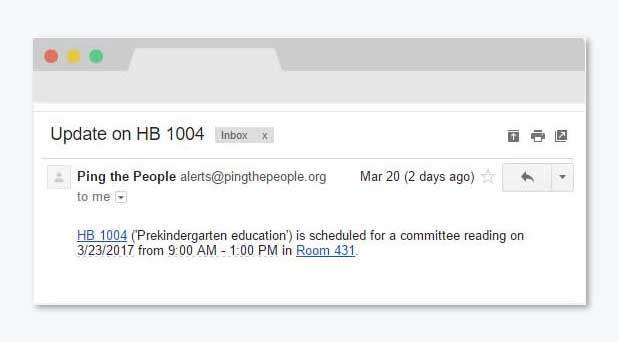 Update on HB 1004 Inbox x
Ping the People alerts@pingthepeople.org Mar 20 (2 days ago)
to me
HB 1004 ('Prekindergarten education') is scheduled for a committee reading on
3/23/2017 from 9:00 AM - 1:00 PM in Room 431.